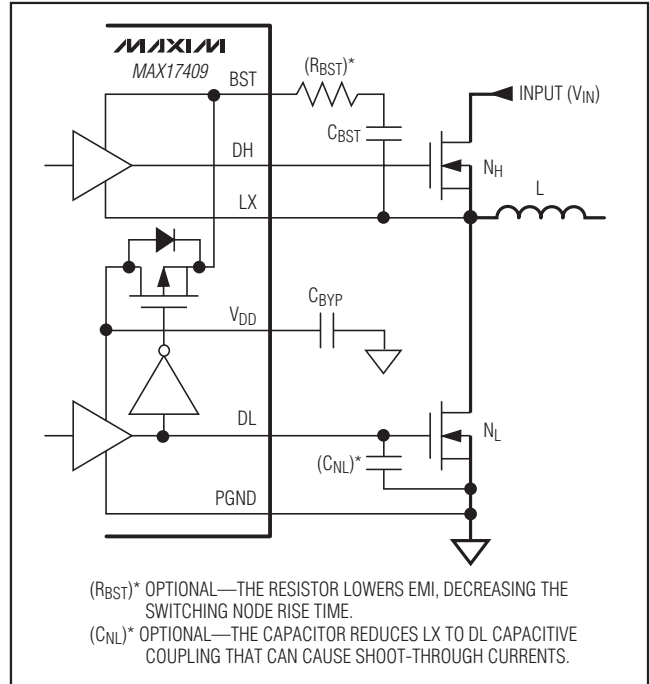 MAXIM
MAX17409
BST
(RBST)*
INPUT (VIN)
CBST
DH
NH
L
LX
CBYP
VDD
DL
NL
(CNL)*
PGND
(RBST)* OPTIONAL—THE RESISTOR LOWERS EMI, DECREASING THE
SWITCHING NODE RISE TIME.
(CNL)* OPTIONAL—THE CAPACITOR REDUCES LX TO DL CAPACITIVE
COUPLING THAT CAN CAUSE SHOOT-THROUGH CURRENTS.